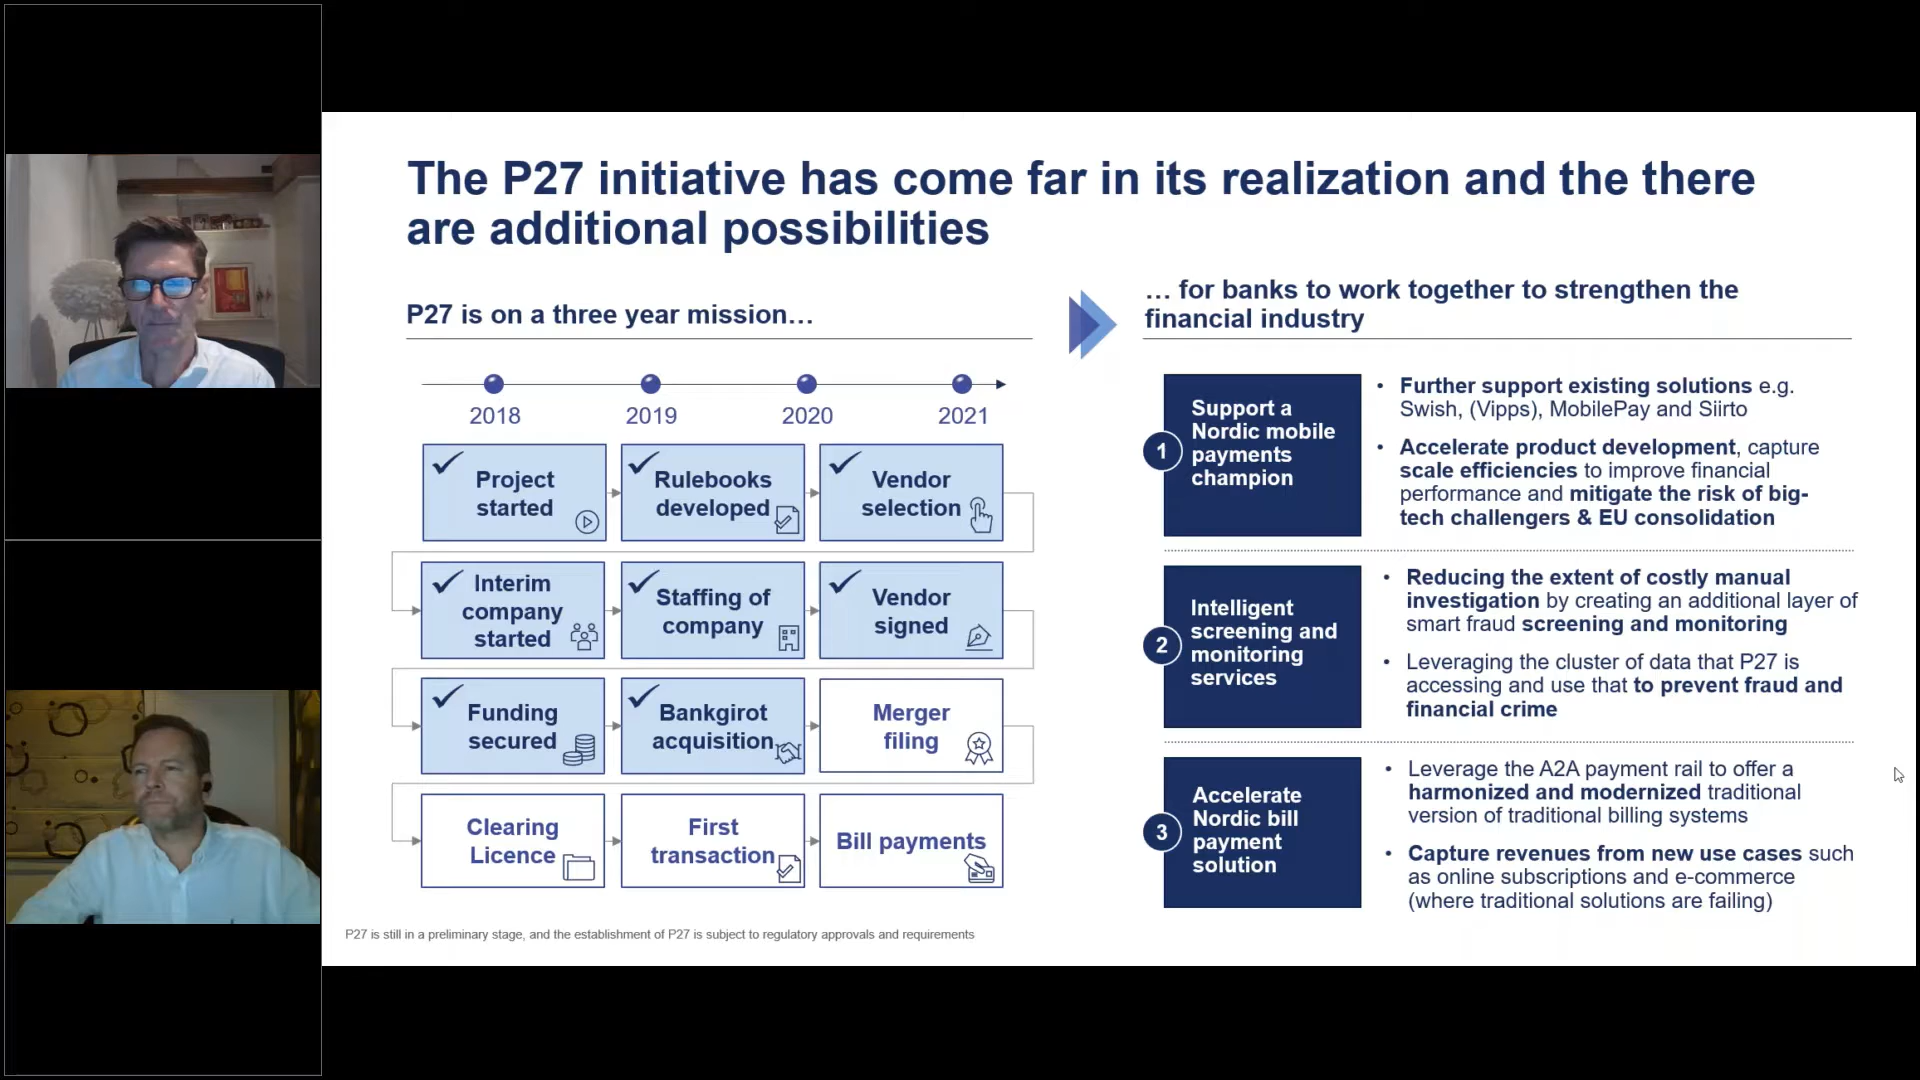 The P27 initiative has come far in its realization and the there
are additional possibilities
P27 is on a three year mission…
2018
2019
2020
2021
Project
started
Rulebooks
developed
Vendor
selection
Interim
company
started
Staffing of
company
Vendor
signed
Funding
secured
Bankgirot
acquisition
Merger
filing
Clearing
Licence
First
transaction
Bill payments
P27 is still in a preliminary stage, and the establishment of P27 is subject to regulatory approvals and requirements
… for banks to work together to strengthen the
financial industry
1
Support a
Nordic mobile
payments
champion
• Further support existing solutions e.g.
Swish, (Vipps), MobilePay and Siirto
• Accelerate product development, capture
scale efficiencies to improve financial
performance and mitigate the risk of big-
tech challengers & EU consolidation
2
Intelligent
screening and
monitoring
services
• Reducing the extent of costly manual
investigation by creating an additional layer of
smart fraud screening and monitoring
• Leveraging the cluster of data that P27 is
accessing and use that to prevent fraud and
financial crime
3
Accelerate
Nordic bill
payment
solution
• Leverage the A2A payment rail to offer a
harmonized and modernized traditional
version of traditional billing systems
• Capture revenues from new use cases such
as online subscriptions and e-commerce
(where traditional solutions are failing)